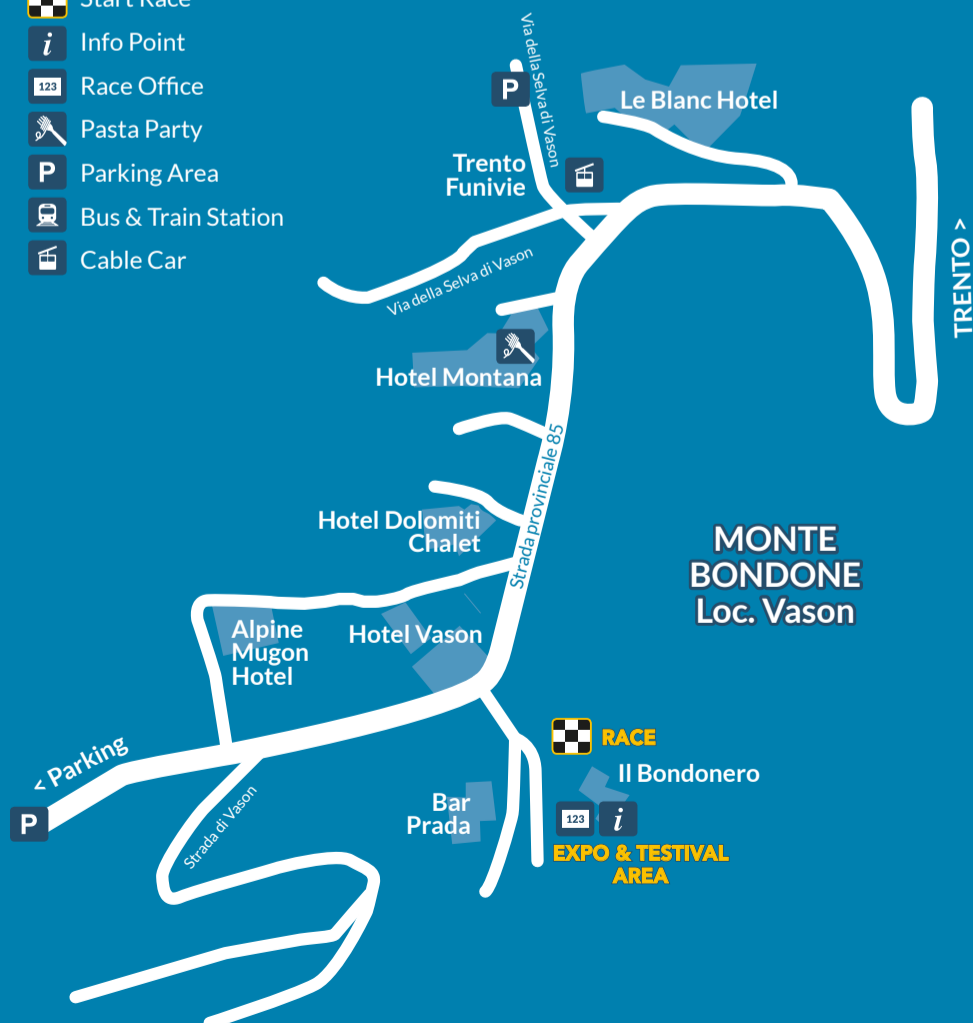 Start Race
Info Point
123
Race Office
Pasta Party
P
Parking Area
Bus & Train Station
Cable Car
Via della Selva di Vason
P
Le Blanc Hotel
Trento
Funivie
TRENTO >
Via della Selva di Vason
Hotel Montana
Strada provinciale 85
Hotel Dolomiti
Chalet
MONTE
BONDONE
Loc. Vason
Alpine
Mugon
Hotel
Hotel Vason
< Parking
P
RACE
Il Bondonero
Strada di Vason
Bar
Prada
123
i
EXPO & TESTIVAL
AREA